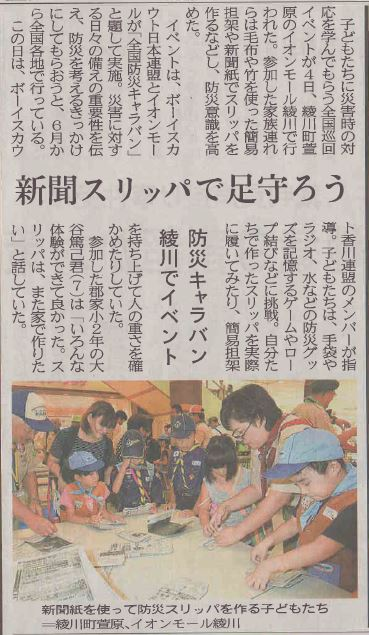 子どもたちに災害時の対
応を学んでもらう全国巡回
イベントが4日、綾川町萱
原のイオンモール綾川で行
われた。参加した家族連れ
らは毛布や竹を使った簡易
担架や新聞紙でスリッパを
作るなどし、防災意識を高
めた。
イベントは、ボーイスカ
ウト日本連盟とイオンモー
ルが「全国防災キャラバン」
と題して実施。災害に対す
る日々の備えの重要性を伝
え、防災を考えるきっかけ
にしてもらおうと、6月か
ら全国各地で行っている。
この日は、ボーイスカウ
新聞スリッパで足守ろう
防災キャラバン
綾川でイベント
ト香川連盟のメンバーが指
導。子どもたちは、手袋や
ラジオ、水などの防災グッ
ズを記憶するゲームやロー
プ結びなどに挑戦。自分た
ちで作ったスリッパを実際
に履いてみたり、簡易担架
を持ち上げて人の重さを確
かめたりしていた。
参加した郡家小2年の大
谷篤己君(7)は「いろんな
体験ができて良かった。ス
リッパは、また家で作りた
い」と話していた。
新聞紙を使って防災スリッパを作る子どもたち
=綾川町萱原、イオンモール綾川